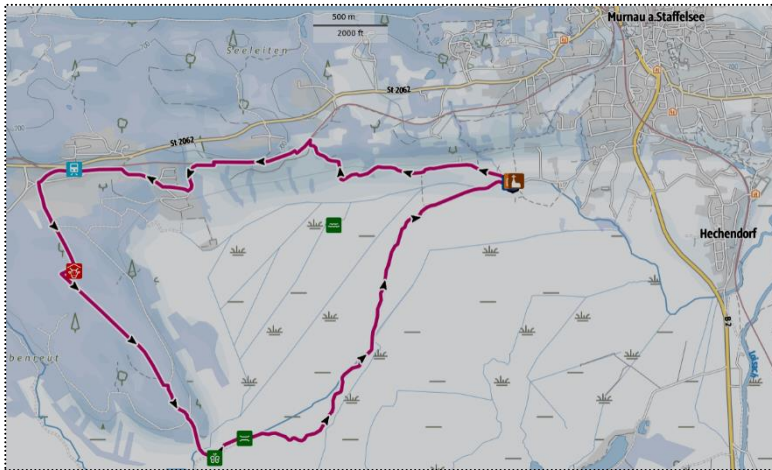 500 m
2000 ft
Murnau a.Staffelsee
Seeleiten
St 2062
St 2062
Hechendorf
B 2